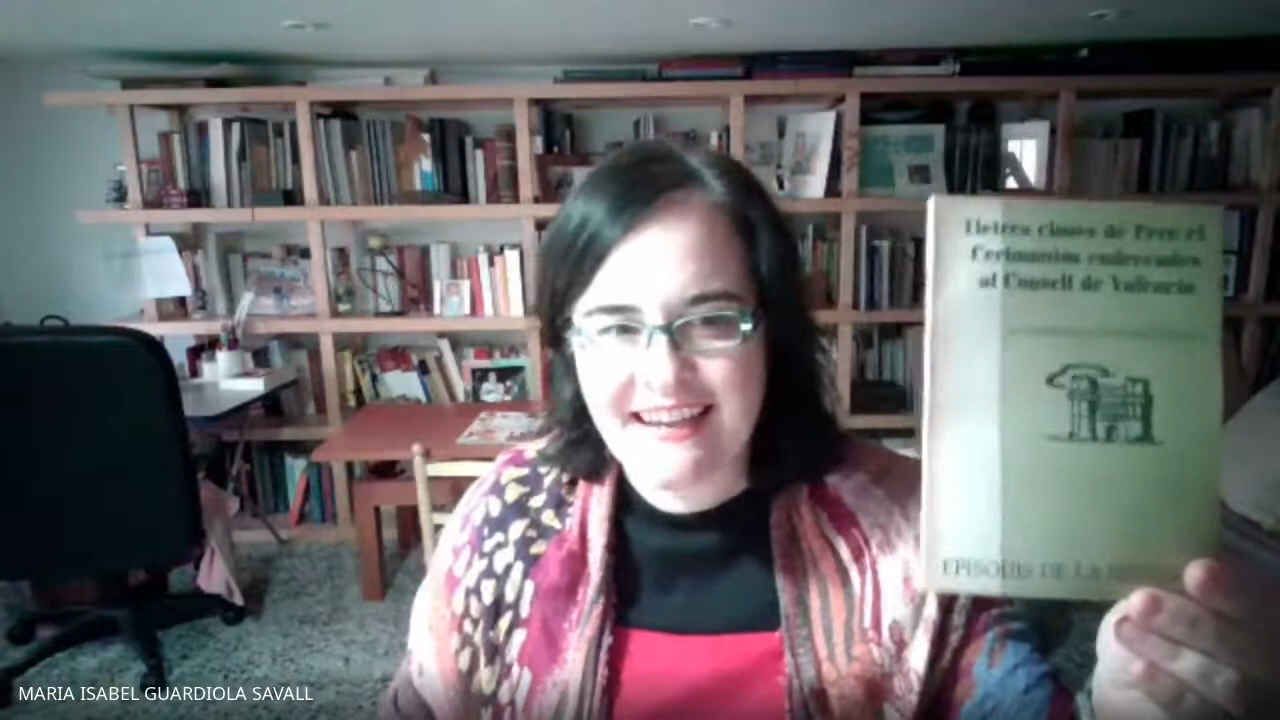 Lletres closes de Pere el
Cerimoniós endreçades
al Consell de València
EPISODIS DE LA
MARIA ISABEL GUARDIOLA SAVALL